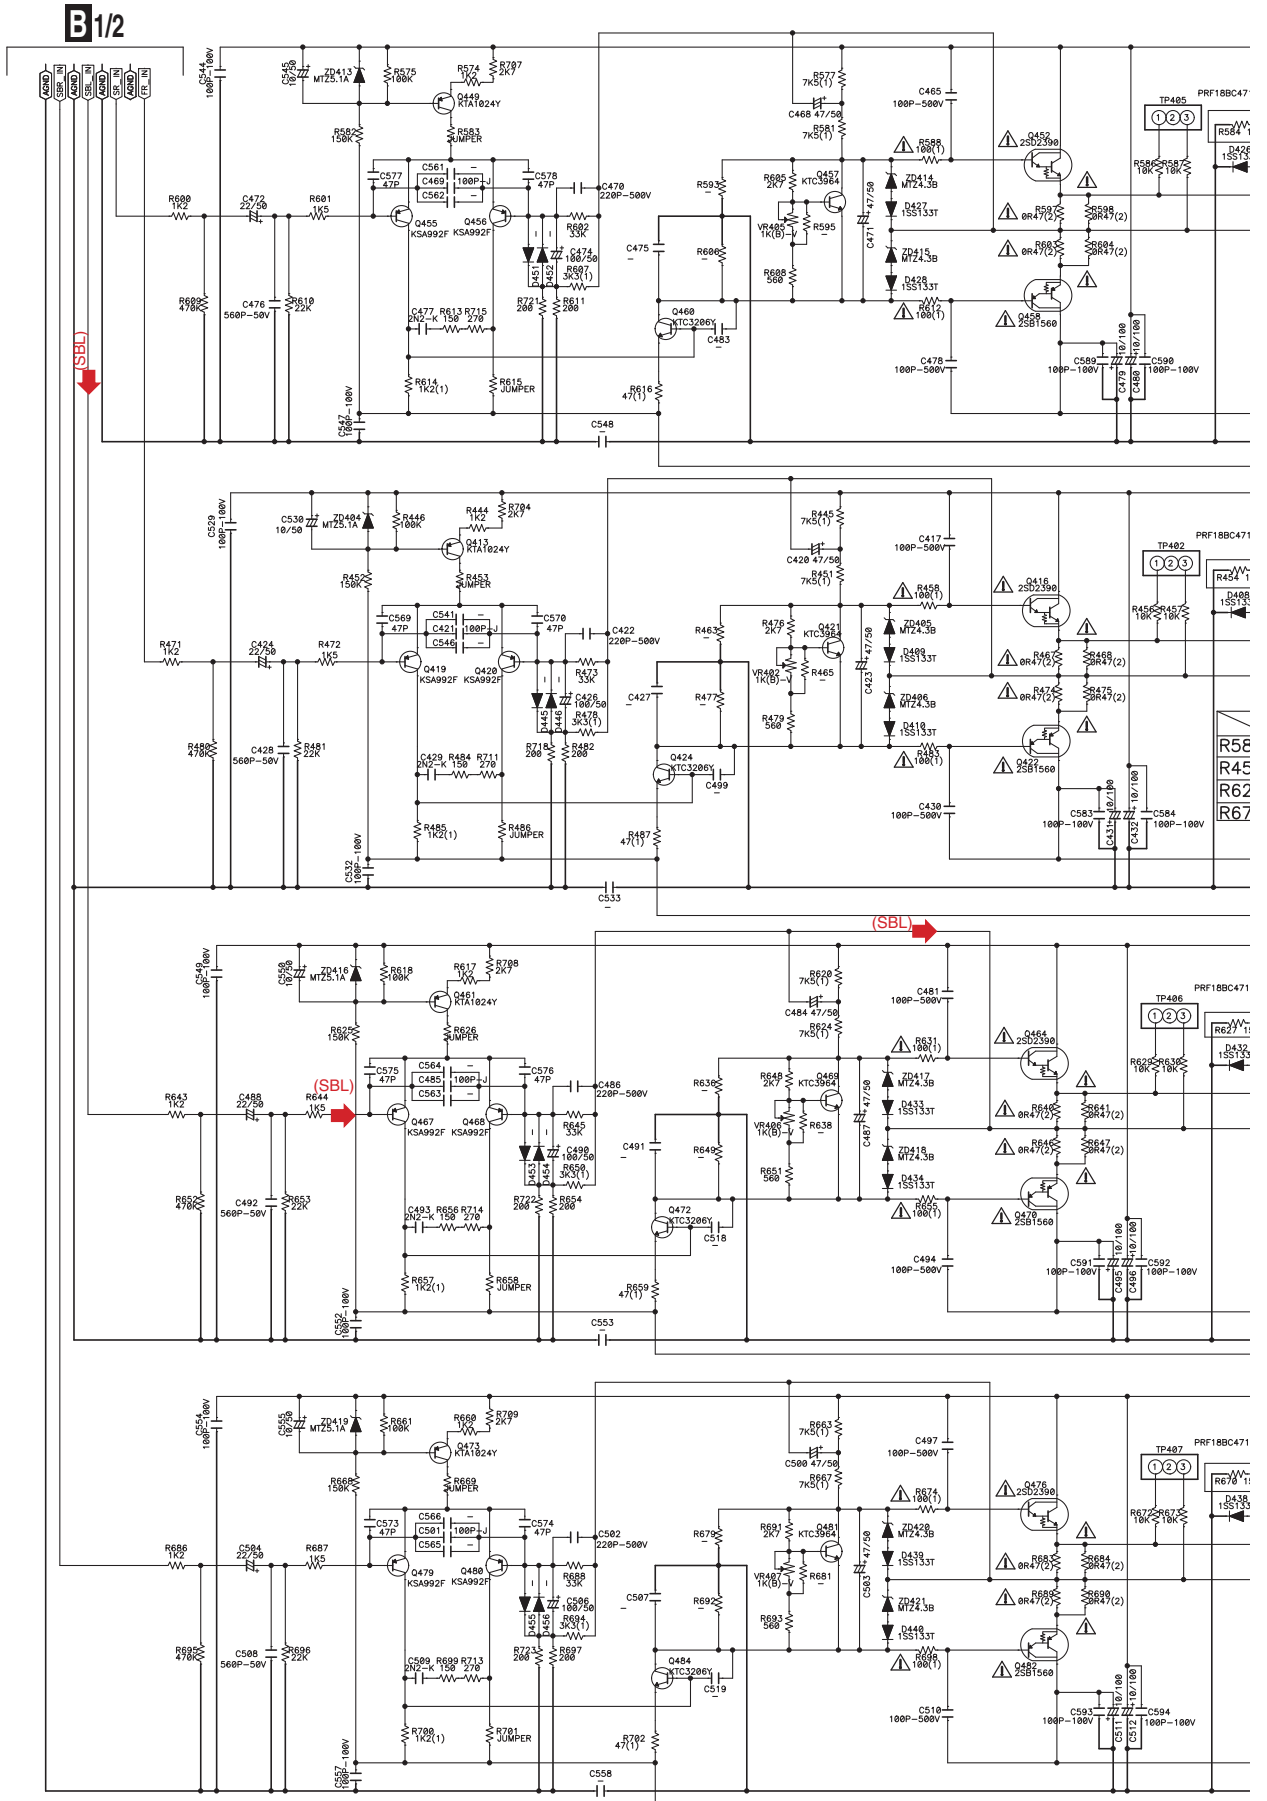 B 1/2
AGND
SBR_IN
AGND
SBL_IN
AGND
SR_IN
AGND
FR_IN
(SBL)
C544
100P-100V
C545
10/50
ZD413
MTZ5.1A
R575
100K
R574
1K2
R707
2K7
Q449
KTA1024Y
R582
150K
R583
JUMPER
C577
47P
C561
-
C469
100P-J
C562
-
C578
47P
C470
220P-500V
R600
1K2
C472
22/50
R601
1K5
Q455
KSA992F
Q456
KSA992F
R602
33K
C474
100/50
R607
3K3(1)
D451
D452
R609
470K
C476
560P-50V
R610
22K
C477
2N2-K
R613
150
R715
270
R721
200
R611
200
R614
1K2(1)
R615
JUMPER
C547
100P-100V
C548
-
R577
7K5(1)
C468 47/50
R581
7K5(1)
C465
100P-500V
R588
100(1)
Q452
2SD2390
TP405
1 2 3
PRF18BC471
R584
D426
1SS133
R593
-
R605
2K7
Q457
KTC3964
C471
47/50
ZD414
MTZ4.3B
D427
1SS133T
VR405
1K(B)-V
R595
-
R586
10K
R587
10K
R597
0R47(2)
R598
0R47(2)
C475
-
R606
-
R608
560
ZD415
MTZ4.3B
D428
1SS133T
R603
0R47(2)
R604
0R47(2)
R612
100(1)
Q458
2SB1560
Q460
KTC3206Y
C483
-
C478
100P-500V
C589
100P-100V
C479
10/100
C480
10/100
C590
100P-100V
R616
47(1)
C529
100P-100V
C530
10/50
ZD404
MTZ5.1A
R446
100K
R444
1K2
R704
2K7
Q413
KTA1024Y
R452
150K
R453
JUMPER
C569
47P
C541
-
C421
100P-J
C546
-
C570
47P
C422
220P-500V
R471
1K2
C424
22/50
R472
1K5
Q419
KSA992F
Q420
KSA992F
R473
33K
C426
100/50
R478
3K3(1)
D445
D446
R480
470K
C428
560P-50V
R481
22K
C429
2N2-K
R484
150
R711
270
R718
200
R482
200
R485
1K2(1)
R486
JUMPER
C532
100P-100V
C533
-
R445
7K5(1)
C420 47/50
R451
7K5(1)
C417
100P-500V
R458
100(1)
Q416
2SD2390
TP402
1 2 3
PRF18BC471
R454
D408
1SS133
R463
-
R476
2K7
Q421
KTC3964
C423
47/50
ZD405
MTZ4.3B
D409
1SS133T
VR402
1K(B)-V
R465
-
R456
10K
R457
10K
R467
0R47(2)
R468
0R47(2)
C427
-
R477
-
R479
560
ZD406
MTZ4.3B
D410
1SS133T
R474
0R47(2)
R475
0R47(2)
R483
100(1)
Q422
2SB1560
Q424
KTC3206Y
C499
-
C430
100P-500V
C583
100P-100V
C431
10/100
C432
10/100
C584
100P-100V
R487
47(1)
R58
R45
R62
R67
(SBL)
C549
100P-100V
C550
10/50
ZD416
MTZ5.1A
R618
100K
R617
1K2
R708
2K7
Q461
KTA1024Y
R625
150K
R626
JUMPER
C575
47P
C564
-
C485
100P-J
C563
-
C576
47P
C486
220P-500V
(SBL)
R643
1K2
C488
22/50
R644
1K5
Q467
KSA992F
Q468
KSA992F
R645
33K
C490
100/50
R650
3K3(1)
D453
D454
R652
470K
C492
560P-50V
R653
22K
C493
2N2-K
R656
150
R714
270
R722
200
R654
200
R657
1K2(1)
R658
JUMPER
C552
100P-100V
C553
-
R620
7K5(1)
C484 47/50
R624
7K5(1)
C481
100P-500V
R631
100(1)
Q464
2SD2390
TP406
1 2 3
PRF18BC471
R627
D432
1SS133
R636
-
R648
2K7
Q469
KTC3964
C487
47/50
ZD417
MTZ4.3B
D433
1SS133T
VR406
1K(B)-V
R638
-
R629
10K
R630
10K
R640
0R47(2)
R641
0R47(2)
C491
-
R649
-
R651
560
ZD418
MTZ4.3B
D434
1SS133T
R646
0R47(2)
R647
0R47(2)
R655
100(1)
Q470
2SB1560
Q472
KTC3206Y
C518
-
C494
100P-500V
C591
100P-100V
C495
10/100
C496
10/100
C592
100P-100V
R659
47(1)
C554
100P-100V
C555
10/50
ZD419
MTZ5.1A
R661
100K
R660
1K2
R709
2K7
Q473
KTA1024Y
R668
150K
R669
JUMPER
C573
47P
C566
-
C501
100P-J
C565
-
C574
47P
C502
220P-500V
R686
1K2
C504
22/50
R687
1K5
Q479
KSA992F
Q480
KSA992F
R688
33K
C506
100/50
R694
3K3(1)
D455
D456
R695
470K
C508
560P-50V
R696
22K
C509
2N2-K
R699
150
R713
270
R723
200
R697
200
R700
1K2(1)
R701
JUMPER
C557
100P-100V
C558
-
R663
7K5(1)
C500 47/50
R667
7K5(1)
C497
100P-500V
R674
100(1)
Q476
2SD2390
TP407
1 2 3
PRF18BC471
R670
D438
1SS133
R679
-
R691
2K7
Q481
KTC3964
C503
47/50
ZD420
MTZ4.3B
D439
1SS133T
VR407
1K(B)-V
R681
-
R672
10K
R673
10K
R683
0R47(2)
R684
0R47(2)
C507
-
R692
-
R693
560
ZD421
MTZ4.3B
D440
1SS133T
R689
0R47(2)
R690
0R47(2)
R698
100(1)
Q482
2SB1560
Q484
KTC3206Y
C519
-
C510
100P-500V
C593
100P-100V
C511
10/100
C512
10/100
C594
100P-100V
R702
47(1)